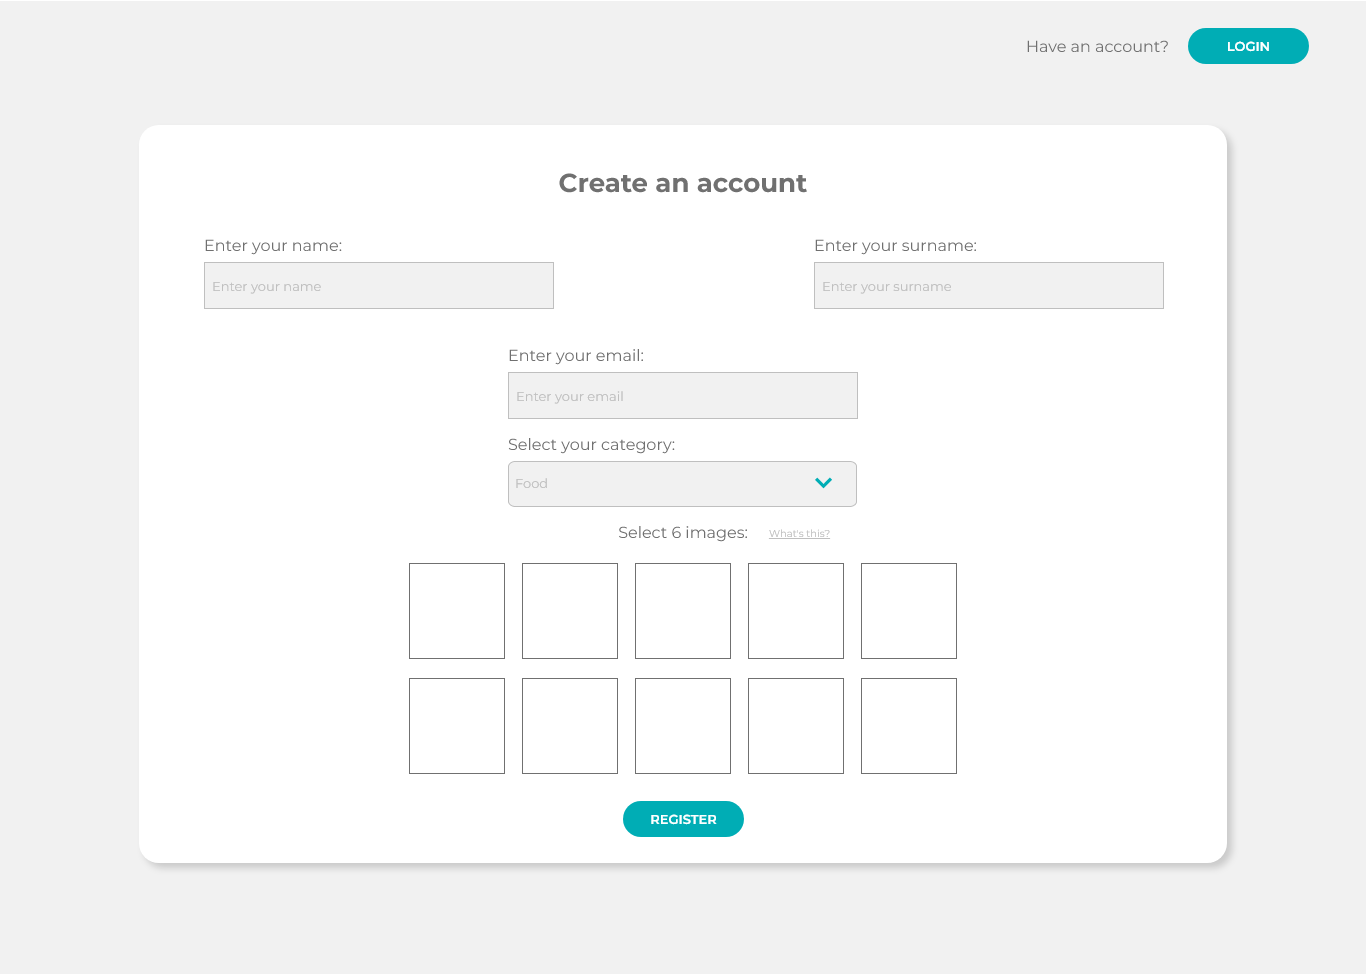 Have an account? LOGIN
Create an account
Enter your name: Enter your surname:
Enter your name Enter your surname
Enter your email:
Enter your email
Select your category:
Food
Select 6 images: What's this?
REGISTER